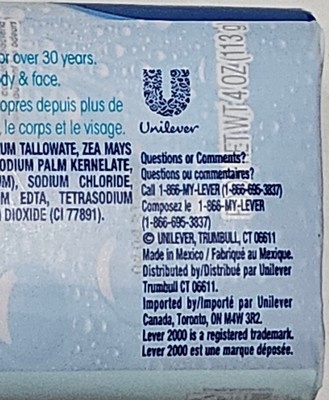 or over 30 years.
dy & face.
opres depuis plus de
, le corps et le visage.
UM TALLOWATE, ZEA MAYS
ODIUM PALM KERNELATE,
UM), SODIUM CHLORIDE,
M EDTA, TETRASODIUM
DIOXIDE (CI 77891).
Unilever
Questions or Comments?
Questions ou commentaires?
Call 1-866-MY-LEVER (1-866-695-3837)
Composez le 1-866-MY-LEVER
(1-866-695-3837)
© UNILEVER, TRUMBULL, CT 06611
Made in Mexico / Fabriqué au Mexique.
Distributed by/Distribué par Unilever
Trumbull CT 06611.
Imported by/Importé par Unilever
Canada, Toronto, ON M4W 3R2.
Lever 2000 is a registered trademark.
Lever 2000 est une marque déposée.
NET WT 4 OZ (113 g)